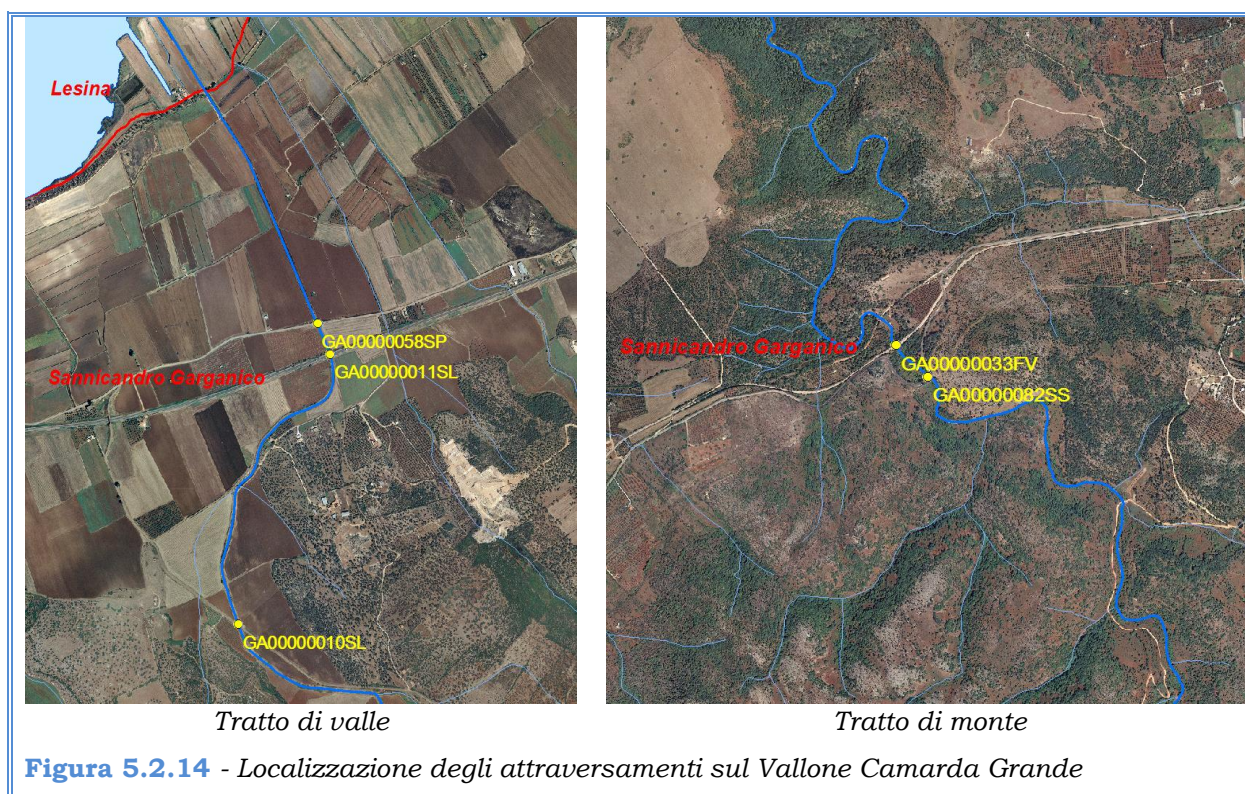 Lesina
GA00000058SP
GA00000011SL
Sannicandro Garganico
GA00000010SL
Sannicandro Garganico
GA00000033FV
GA00000082SS
Tratto di valle
Tratto di monte
Figura 5.2.14 - Localizzazione degli attraversamenti sul Vallone Camarda Grande